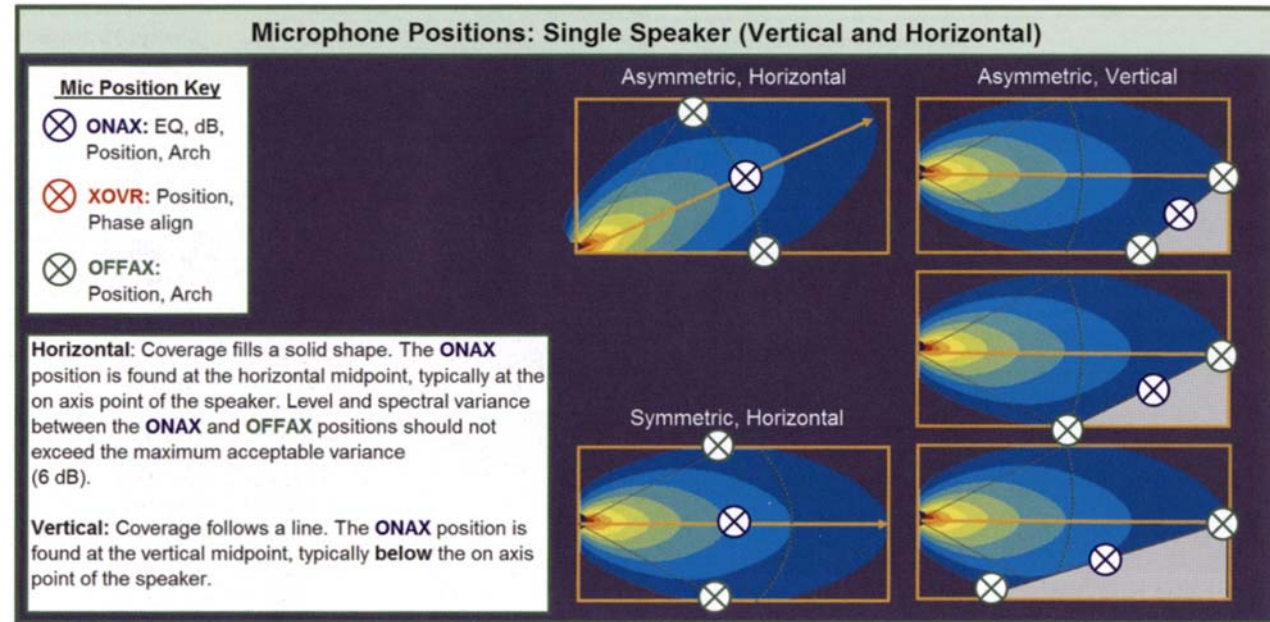 Microphone Positions: Single Speaker (Vertical and Horizontal)
Mic Position Key
ONAX: EQ, dB,
Position, Arch
XOVR: Position,
Phase align
OFFAX:
Position, Arch
Horizontal: Coverage fills a solid shape. The ONAX
position is found at the horizontal midpoint, typically at the
on axis point of the speaker. Level and spectral variance
between the ONAX and OFFAX positions should not
exceed the maximum acceptable variance
(6 dB).
Vertical: Coverage follows a line. The ONAX position is
found at the vertical midpoint, typically below the on axis
point of the speaker.
Asymmetric, Horizontal
Asymmetric, Vertical
Symmetric, Horizontal